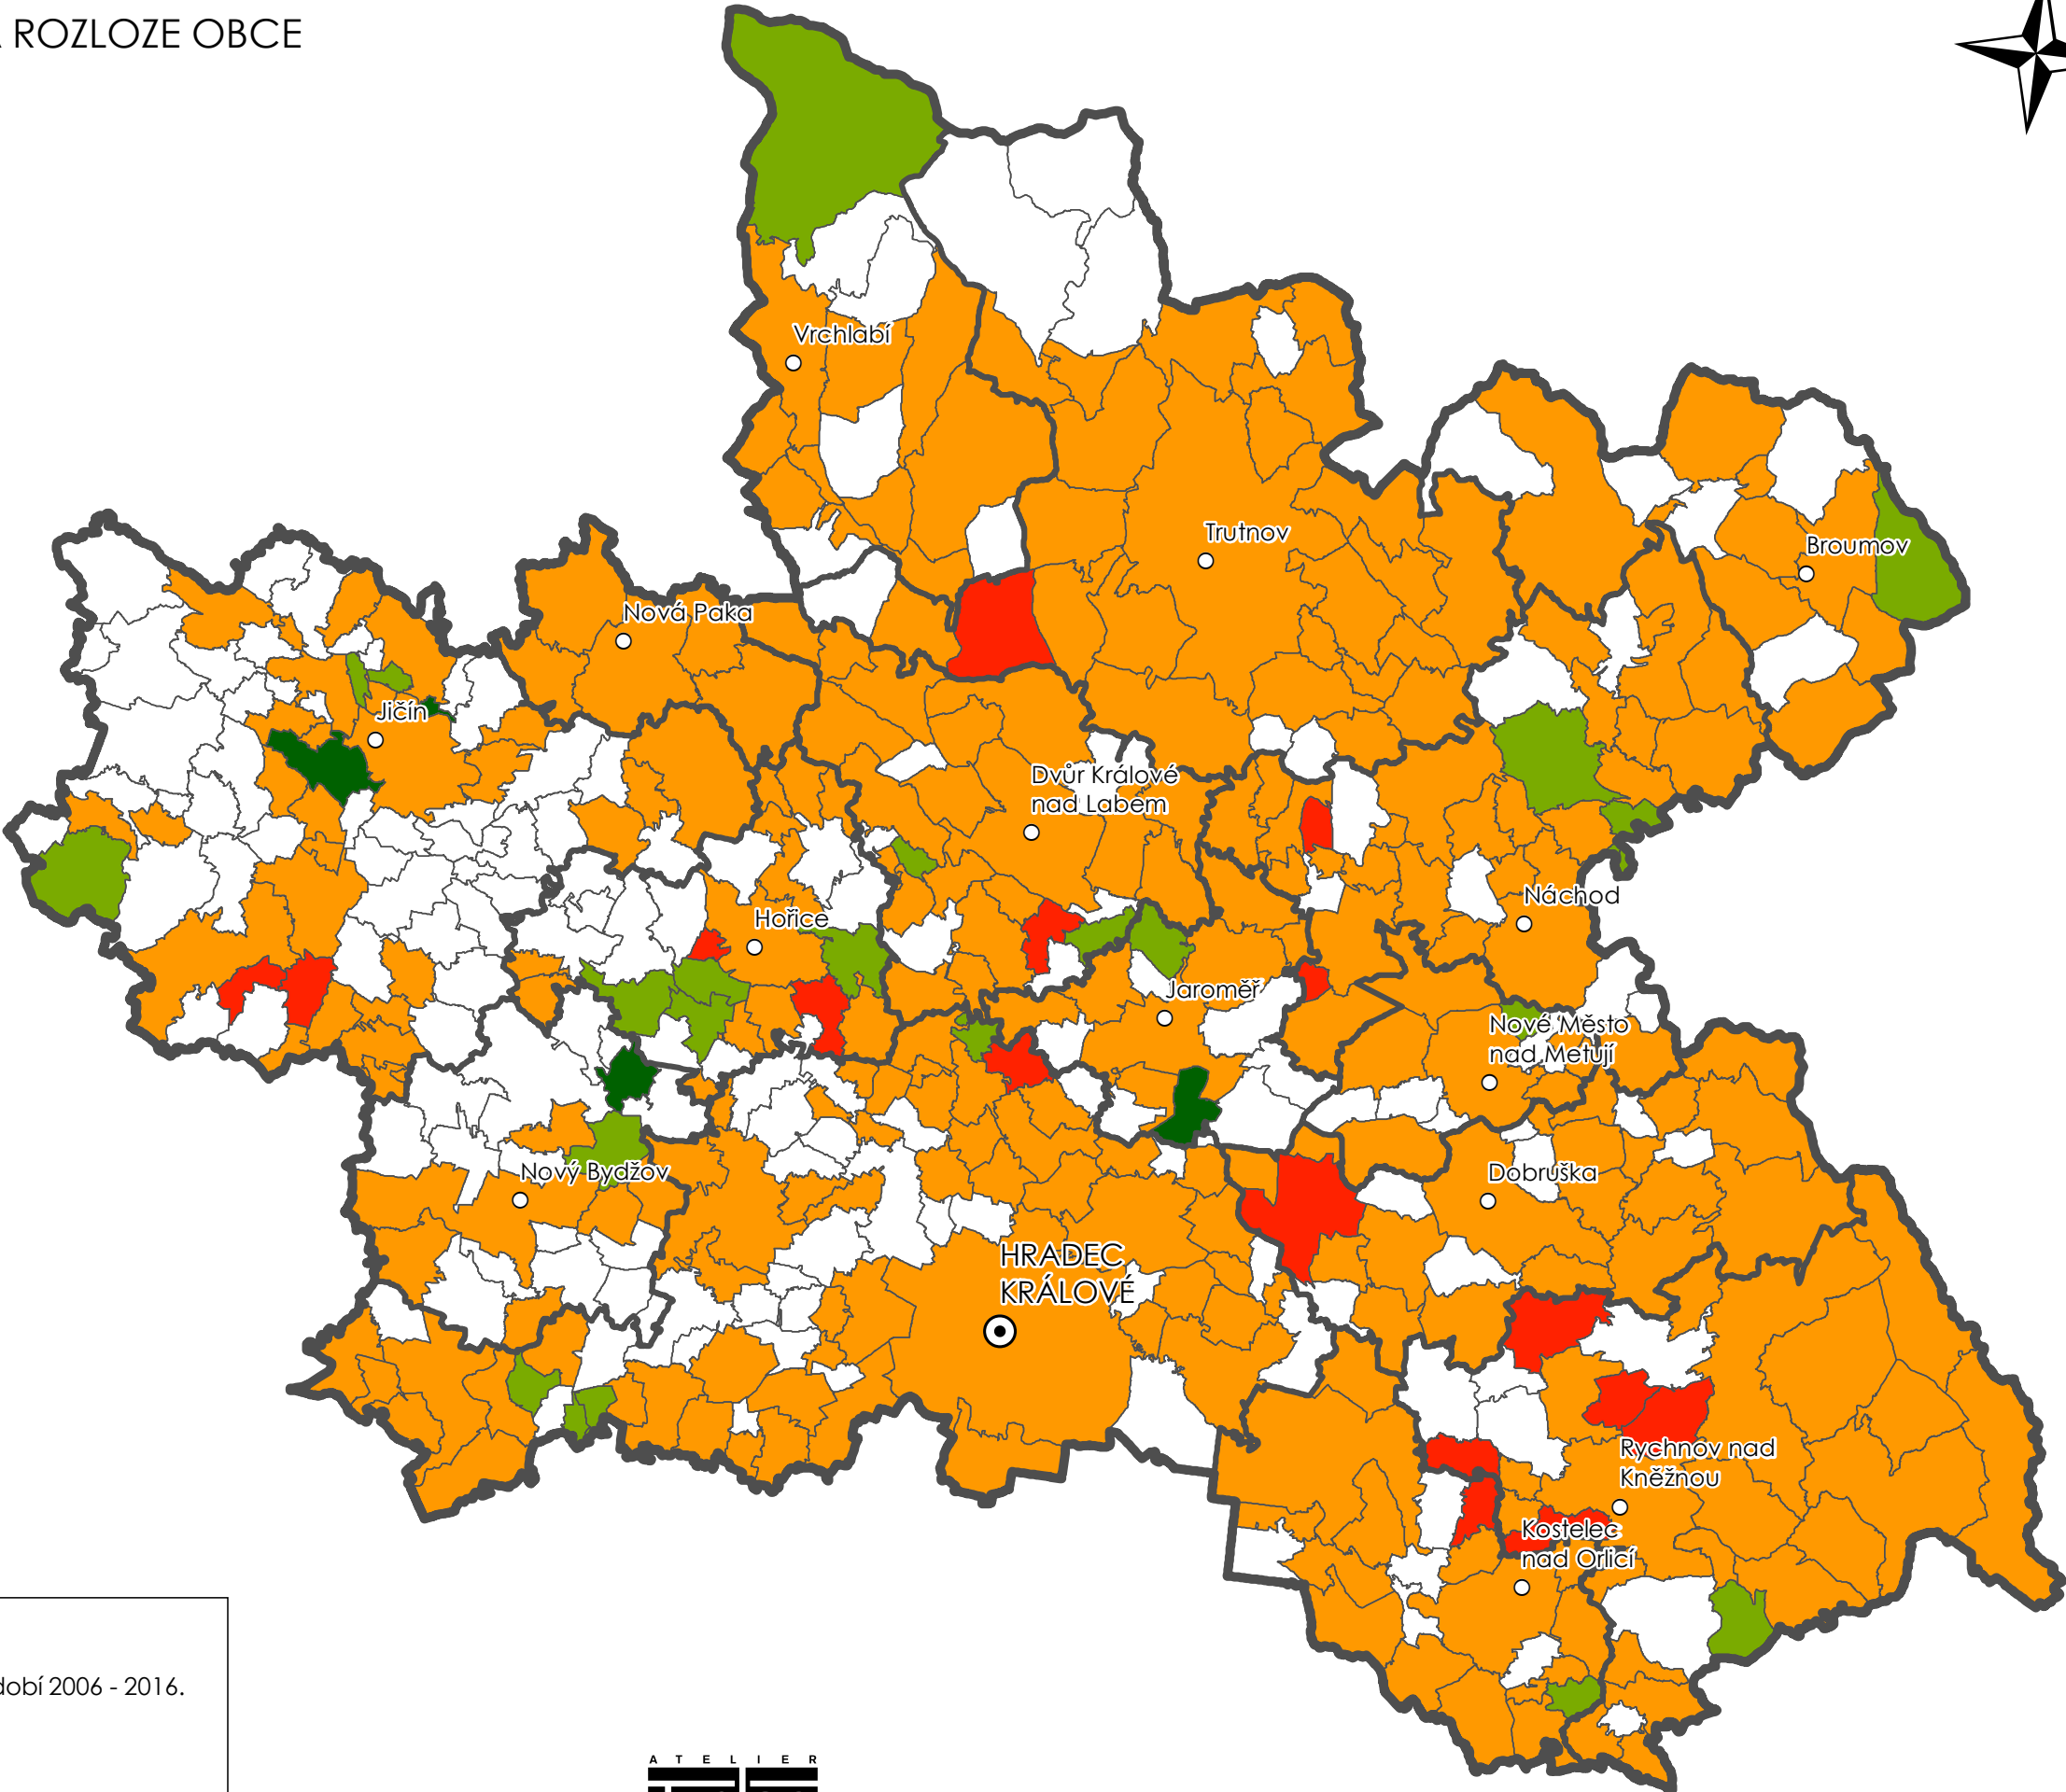 ROZLOZE OBCE
Vrchlabí
Trutnov
Broumov
Nová Paka
Jičín
Dvůr Králové
nad Labem
Náchod
Hořice
Jaroměř
Nové Město
nad Metují
Nový Bydžov
Dobruška
HRADEC
KRÁLOVÉ
Rychnov nad
Kněžnou
Kostelec
nad Orlicí
dobí 2006 - 2016.
ATELIER